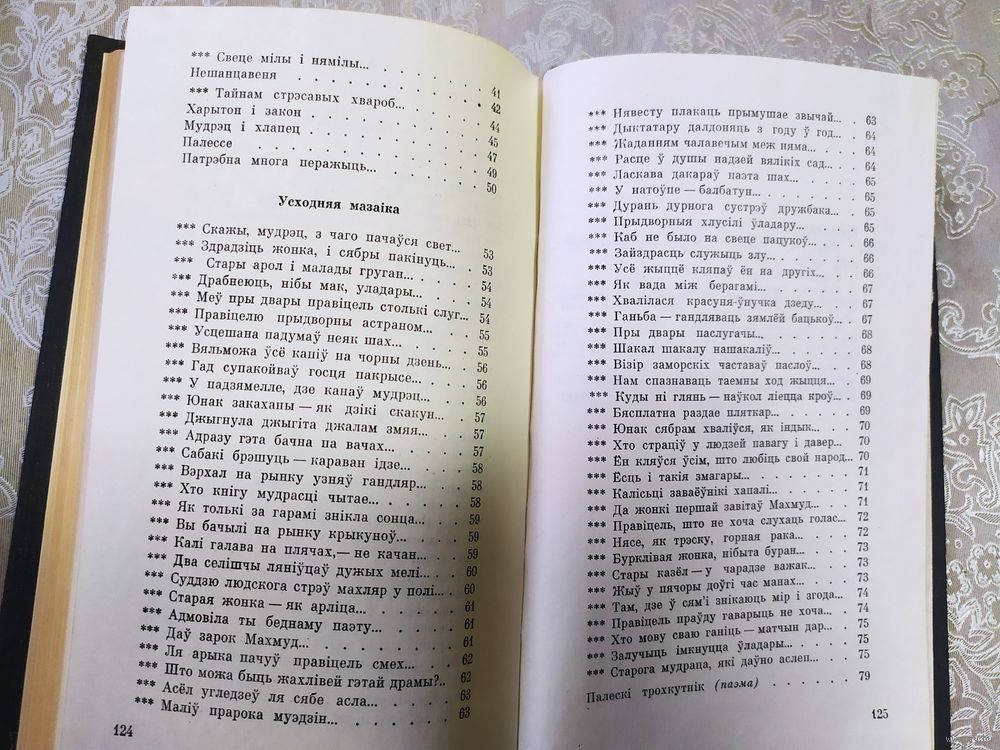 *** Свеце мілы і нямілы... 41
Нешанцавеня 42
*** Тайнам стрэсавых хвароб... 44
Харытон і закон 45
Мудрэц і хлапец 47
Палессе 49
Патрэбна многа перажыць... 50
Усходняя мазаіка
*** Скажы, мудрэц, з чаго пачаўся свет... 53
*** Здрадзіць жонка, і сябры пакінуць... 53
*** Стары арол і малады груган... 54
*** Драбнеюць, нібы мак, уладары... 54
*** Меў пры двары правіцель столькі слуг... 54
*** Правіцелю прыдворны астраном... 55
*** Усцешана падумаў неяк шах... 55
*** Вяльможа ўсё капіў на чорны дзень... 56
*** Гад супакойваў госця пакрысе... 56
*** У падзямелле, дзе канаў мудрэц... 56
*** Юнак закаханы — як дзікі скакун... 57
*** Джыгнула джыгіта джалам змяя... 57
*** Адразу гэта бачна па вачах... 57
*** Сабакі брэшуць — караван ідзе... 58
*** Вэрхал на рынку узняў гандляр... 58
*** Хто кнігу мудрасці чытае... 58
*** Як толькі за гарамі знікла сонца... 59
*** Вы бачылі на рынку крыкуноў... 59
*** Калі галава на плячах,— не качан... 59
*** Два селішчы ляніўцаў дужых мелі... 60
*** Суддзю людскога стрэў махляр у полі... 60
*** Старая жонка — як арліца... 61
*** Адмовіла ты беднаму паэту... 61
*** Даў зарок Махмуд... 61
*** Ля арыка пачуў правіцель смех... 62
*** Што можа быць жахлівей гэтай драмы?.. 62
*** Асёл угледзеў ля сябе асла... 63
*** Маліў прарока муэдзін... 63
124
*** Нявесту плакаць прымушае звычай... 63
*** Дыктатару далдоняць з году ў год... 64
*** Жаданням чалавечым меж няма... 64
*** Расце ў душы надзей вялікіх сад... 64
*** Ласкава дакараў паэта шах... 65
*** У натоўпе — балбатун... 65
*** Дурань дурнога сустрэў дружбака... 65
*** Прыдворныя хлусілі ўладару... 65
*** Каб не было на свеце пацукоў... 66
*** Зайздрасць служыць злу... 66
*** Усё жыццё кляпаў ён на другіх... 66
*** Як вада між берагамі... 67
*** Хвалілася красуня-ўнучка дзеду... 67
*** Ганьба — гандляваць зямлёй бацькоў... 67
*** Пры двары паслугачы... 68
*** Шакал шакалу нашакаліў... 68
*** Візір заморскіх частаваў паслоў... 68
*** Нам спазнаваць таемны ход жыцця... 69
*** Куды ні глянь — наўкол ліецца кроў... 69
*** Бясплатна раздае пляткар... 69
*** Юнак сябрам хваліўся, як індык... 70
*** Хто страціў у людзей павагу і давер... 70
*** Ён кляўся ўсім, што любіць свой народ... 70
*** Ёсць і такія змагары... 71
*** Калісьці заваёўнікі хапалі... 71
*** Да жонкі першай завітаў Махмуд... 71
*** Правіцель, што не хоча слухаць голас... 72
*** Нясе, як трэску, горная рака... 72
*** Бурклівая жонка, нібыта буран... 73
*** Стары казёл — у чарадзе важак... 73
*** Жыў у пячоры доўгі час манах... 73
*** Там, дзе ў сям'і знікаюць мір і згода... 74
*** Правіцель праўду гаварыць не хоча... 74
*** Хто мову сваю ганіць — матчын дар... 75
*** Залучыць імкнуцца ўлады... 75
*** Старога мудраца, які даўно аслеп... 75
Палескі трохкутнік (паэма) 79
125